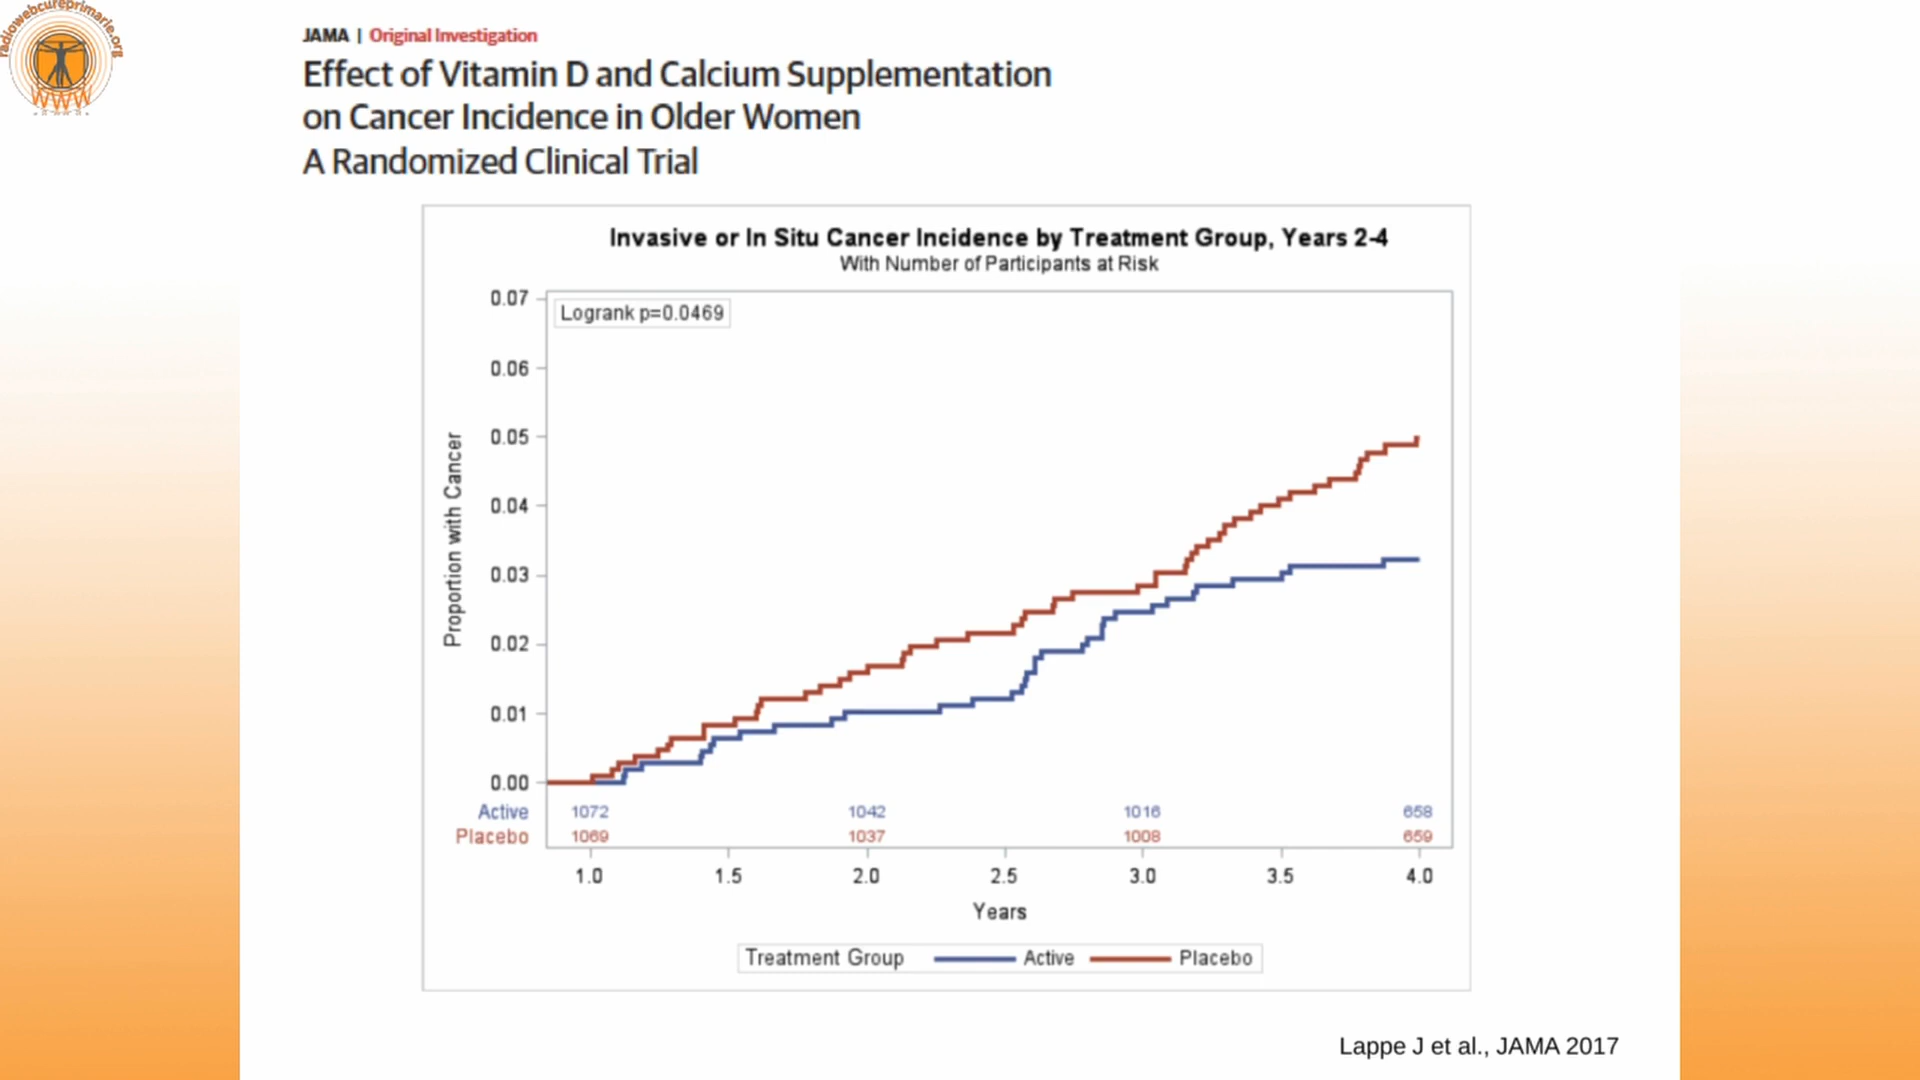 radiowebcureprimarie.org
WWW
JAMA | Original Investigation
Effect of Vitamin D and Calcium Supplementation
on Cancer Incidence in Older Women
A Randomized Clinical Trial
Invasive or In Situ Cancer Incidence by Treatment Group, Years 2-4
With Number of Participants at Risk
Logrank p=0.0469
Proportion with Cancer
0.07
0.06
0.05
0.04
0.03
0.02
0.01
0.00
Active 1072 1042 1016 658
Placebo 1069 1037 1008 659
1.0 1.5 2.0 2.5 3.0 3.5 4.0
Years
Treatment Group Active Placebo
Lappe J et al., JAMA 2017